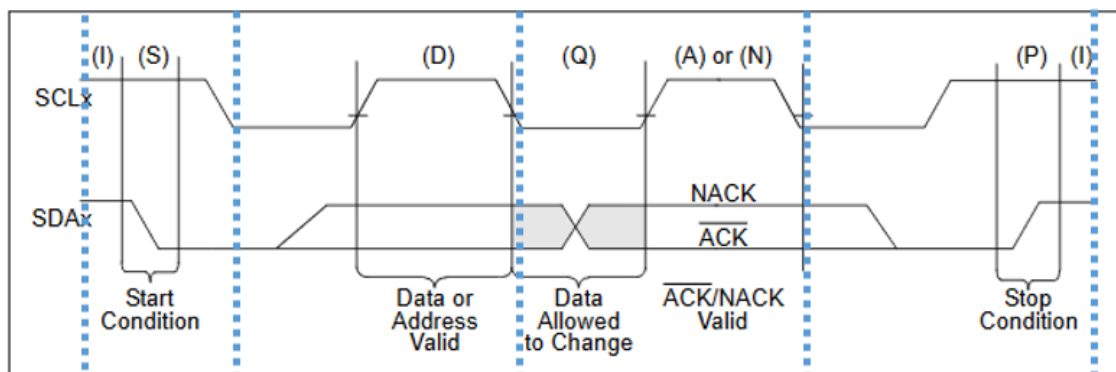 (I) (S) (D) (Q) (A) or (N) (P) (I)
SCLx
NACK
SDAx
ACK
Start
Condition
Data or
Address
Valid
Data
Allowed
to Change
ACK/NACK
Valid
Stop
Condition